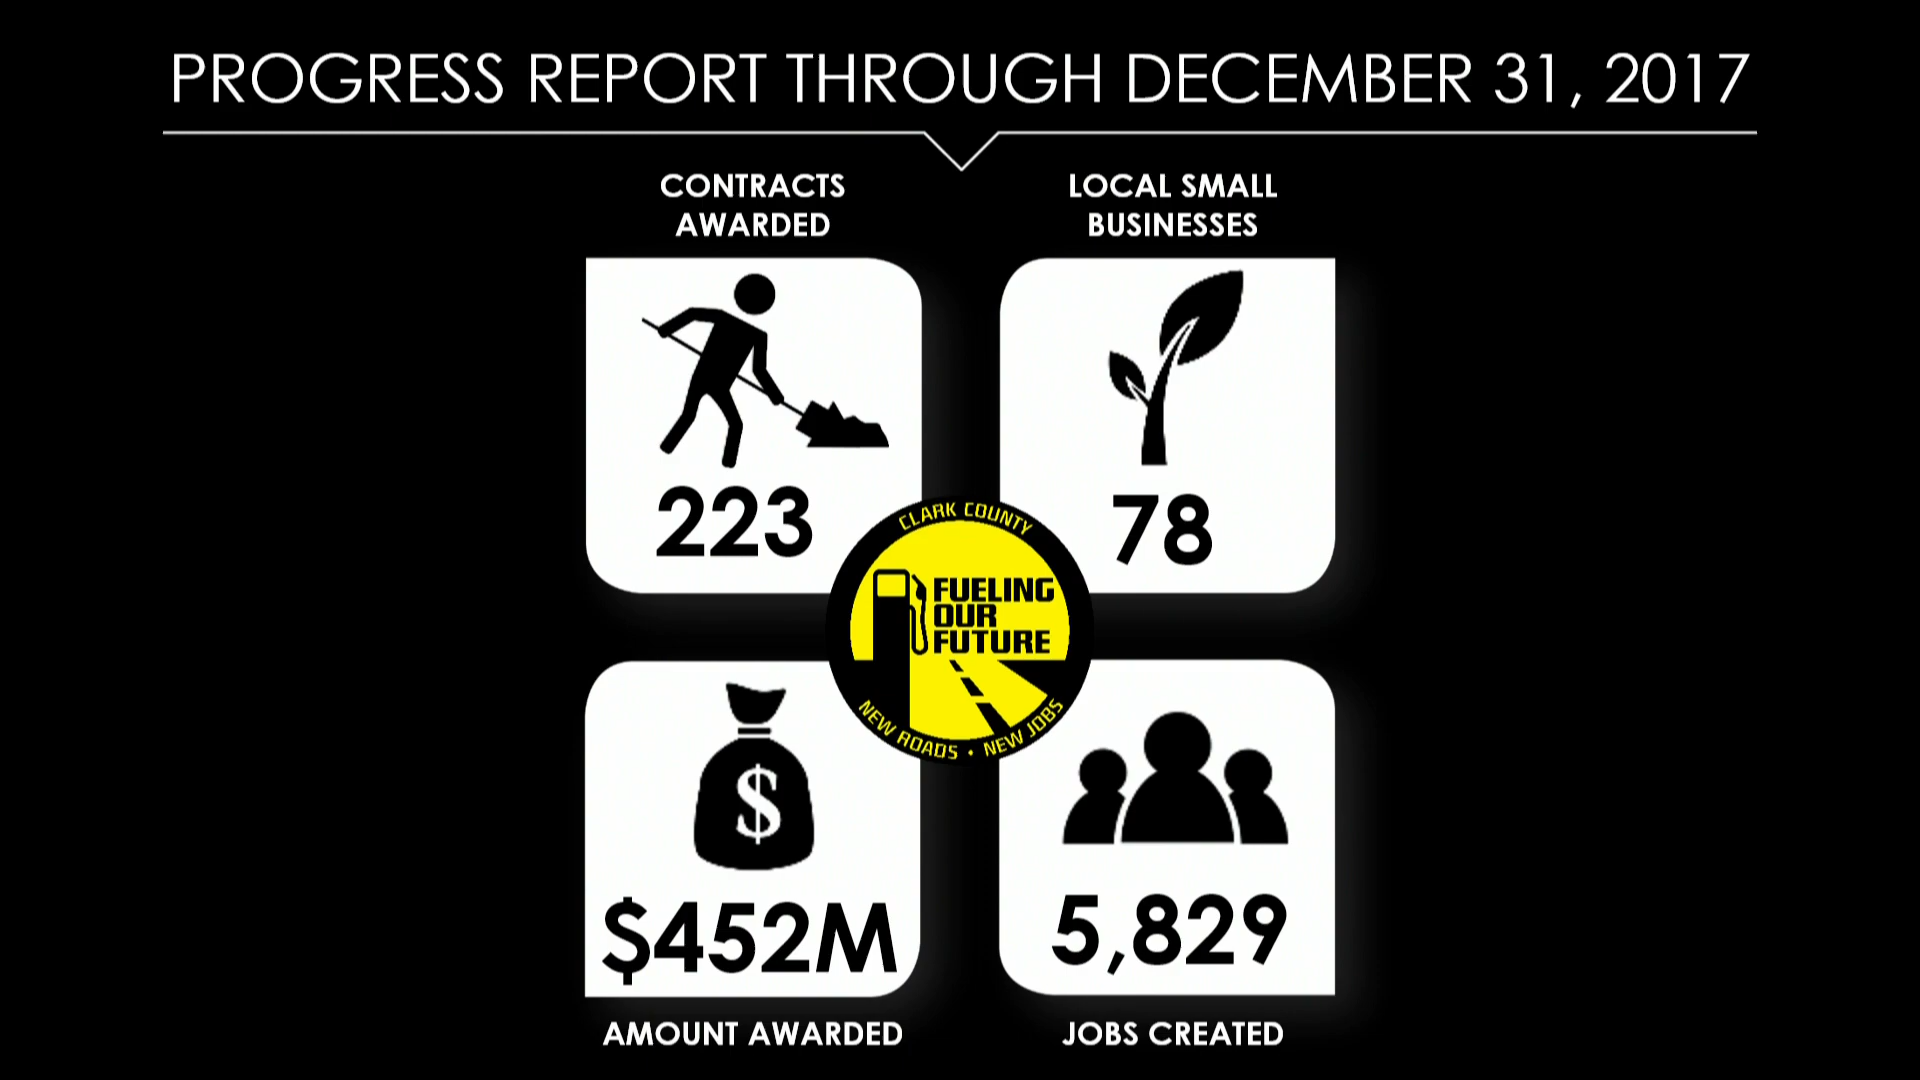 PROGRESS REPORT THROUGH DECEMBER 31, 2017
CONTRACTS
AWARDED
LOCAL SMALL
BUSINESSES
223
78
CLARK COUNTY
FUELING
OUR
FUTURE
NEW ROADS • NEW JOBS
$
$452M
5,829
AMOUNT AWARDED
JOBS CREATED